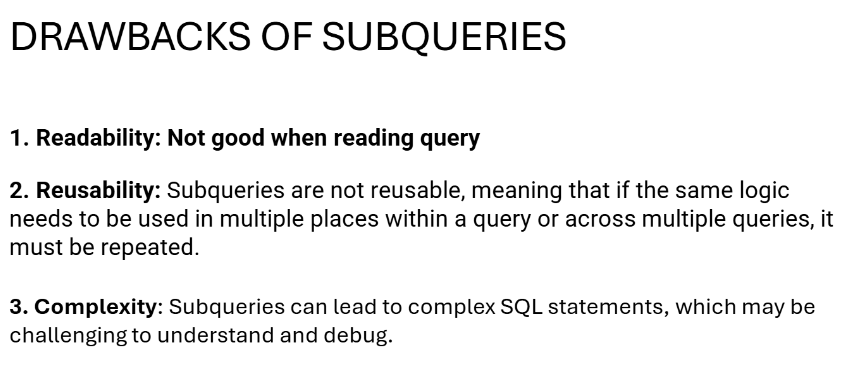 DRAWBACKS OF SUBQUERIES
1. Readability: Not good when reading query
2. Reusability: Subqueries are not reusable, meaning that if the same logic
needs to be used in multiple places within a query or across multiple queries, it
must be repeated.
3. Complexity: Subqueries can lead to complex SQL statements, which may be
challenging to understand and debug.